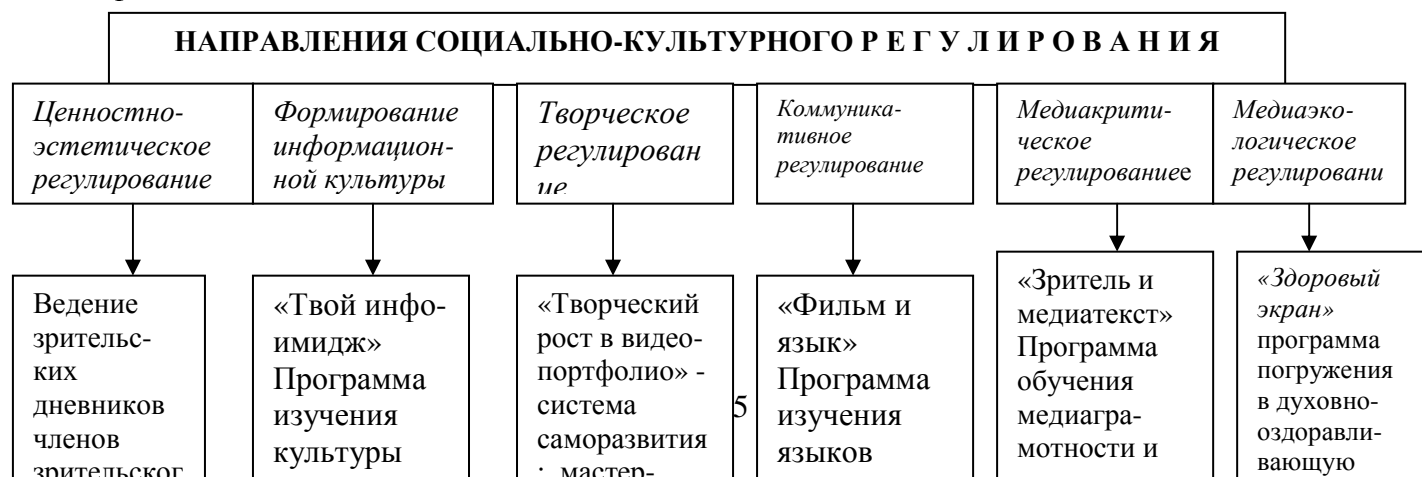 НАПРАВЛЕНИЯ СОЦИАЛЬНО-КУЛЬТУРНОГО Р Е Г У Л И Р О В А Н И Я
Ценностно-
эстетическое
регулирование
Формирование
информацион-
ной культуры
Творческое
регулирован
ие
Коммуника-
тивное
регулирование
Медиакрити-
ческое
регулированиее
Медиаэко-
логическое
регулировани
Ведение
зрительс-
ких
дневников
членов
зрительског
«Твой инфо-
имидж»
Программа
изучения
культуры
«Творческий
рост в видео-
портфолио» -
система
саморазвития
: мастер-
5
«Фильм и
язык»
Программа
изучения
языков
«Зритель и
медиатекст»
Программа
обучения
медиагра-
мотности и
«Здоровый
экран»
программа
погружения
в духовно-
оздоравли-
вающую